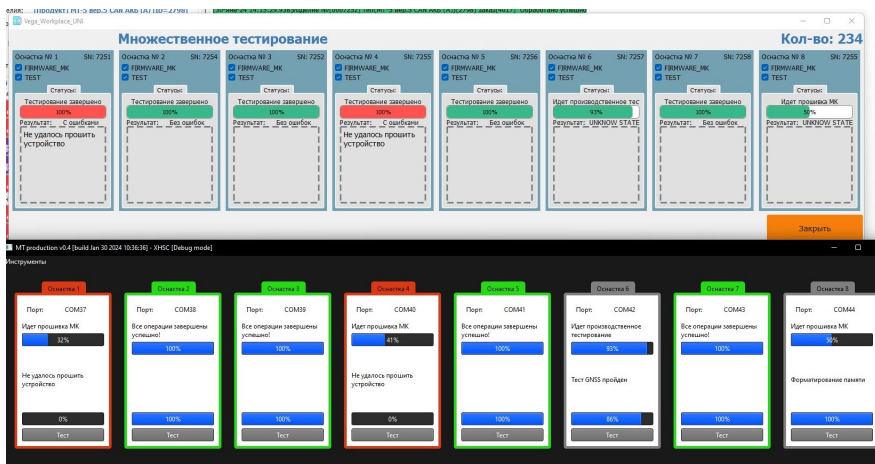 елия: [Продукт] МТ-5 вер.5 CAN АКБ (A) [ID=2798]
Vega_Workplace_UNI
Множественное тестирование
Кол-во: 234
Оснастка № 1 SN: 7251
FIRMWARE_MK
TEST
Статусы:
Тестирование завершено
100%
Результат: С ошибками
Не удалось прошить
устройство
Оснастка № 2 SN: 7254
FIRMWARE_MK
TEST
Статусы:
Тестирование завершено
100%
Результат: Без ошибок
Оснастка № 3 SN: 7252
FIRMWARE_MK
TEST
Статусы:
Тестирование завершено
100%
Результат: Без ошибок
Оснастка № 4 SN: 7255
FIRMWARE_MK
TEST
Статусы:
Тестирование завершено
100%
Результат: С ошибками
Не удалось прошить
устройство
Оснастка № 5 SN: 7256
FIRMWARE_MK
TEST
Статусы:
Тестирование завершено
100%
Результат: Без ошибок
Оснастка № 6 SN: 7257
FIRMWARE_MK
TEST
Статусы:
Идет производственное тес
93%
Результат: UNKNOW STATE
Оснастка № 7 SN: 7258
FIRMWARE_MK
TEST
Статусы:
Тестирование завершено
100%
Результат: Без ошибок
Оснастка № 8 SN: 7255
FIRMWARE_MK
TEST
Статусы:
Идет прошивка МК
50%
Результат: UNKNOW STATE
Закрыть
MT production v0.4 [build Jan 30 2024 10:36:36] - XHSC [Debug mode]
Инструменты
Оснастка 1
Порт: COM37
Идет прошивка МК
32%
Не удалось прошить
устройство
0%
Тест
Оснастка 2
Порт: COM38
Все операции завершены
успешно!
100%
100%
Тест
Оснастка 3
Порт: COM39
Все операции завершены
успешно!
100%
100%
Тест
Оснастка 4
Порт: COM40
Идет прошивка МК
41%
Не удалось прошить
устройство
0%
Тест
Оснастка 5
Порт: COM41
Все операции завершены
успешно!
100%
100%
Тест
Оснастка 6
Порт: COM42
Идет производственное
тестирование
93%
Тест GNSS пройден
86%
Тест
Оснастка 7
Порт: COM43
Все операции завершены
успешно!
100%
100%
Тест
Оснастка 8
Порт: COM44
Идет прошивка МК
50%
Форматирование памяти
100%
Тест